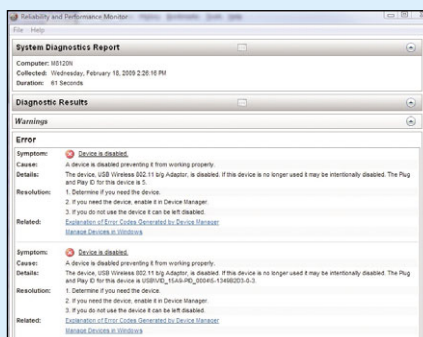 Reliability and Performance Monitor
File Help
System Diagnostics Report
Computer: M0120N
Collected: Wednesday, February 18, 2009 2:26:16 PM
Duration: 61 Seconds
Diagnostic Results
Warnings
Error
Symptom: Device is disabled.
Cause: A device is disabled preventing it from working properly.
Details: The device, USB Wireless 802.11 b/g Adaptor, is disabled. If this device is no longer used it may be intentionally disabled. The Plug
and Play ID for this device is 5.
Resolution: 1. Determine if you need the device.
2. If you need the device, enable it in Device Manager.
3. If you do not use the device it can be left disabled.
Related: Explanation of Error Codes Generated by Device Manager
Manage Devices in Windows
Symptom: Device is disabled.
Cause: A device is disabled preventing it from working properly.
Details: The device, USB Wireless 802.11 b/g Adaptor, is disabled. If this device is no longer used it may be intentionally disabled. The Plug
and Play ID for this device is
Resolution: 1. Determine if you need the device.
2. If you need the device, enable it in Device Manager.
3. If you do not use the device it can be left disabled.
Related: Explanation of Error Codes Generated by Device Manager
Manage Devices in Windows